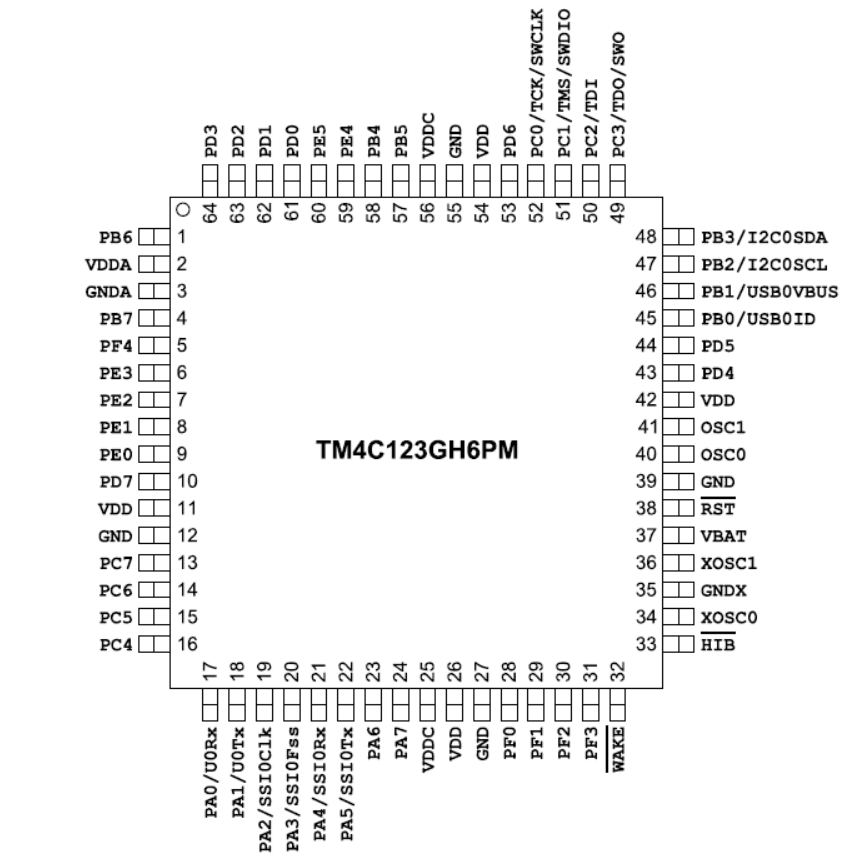 PD3
PD2
PD1
PD0
PE5
PE4
PB4
PB5
VDDC
GND
VDD
PD6
PC0/TCK/SWCLK
PC1/TMS/SWDIO
PC2/TDI
PC3/TDO/SWO
64 63 62 61 60 59 58 57 56 55 54 53 52 51 50 49
PB6 1
VDDA 2
GNDA 3
PB7 4
PF4 5
PE3 6
PE2 7
PE1 8
PE0 9
PD7 10
VDD 11
GND 12
PC7 13
PC6 14
PC5 15
PC4 16
TM4C123GH6PM
48 PB3/I2C0SDA
47 PB2/I2C0SCL
46 PB1/USB0VBUS
45 PB0/USB0ID
44 PD5
43 PD4
42 VDD
41 OSC1
40 OSC0
39 GND
38 RST
37 VBAT
36 XOSC1
35 GNDX
34 XOSC0
33 HIB
17 18 19 20 21 22 23 24 25 26 27 28 29 30 31 32
PA0/U0Rx
PA1/U0Tx
PA2/SSI0Clk
PA3/SSI0Fss
PA4/SSI0Rx
PA5/SSI0Tx
PA6
PA7
VDDC
VDD
GND
PF0
PF1
PF2
PF3
WAKE